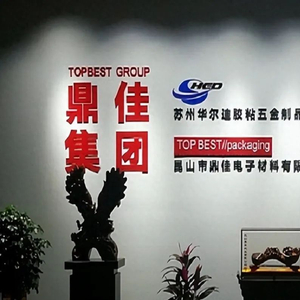 TOPBEST GROUP
鼎佳
集团
HED
苏州华尔迪胶粘五金制品
TOP BEST//packaging
昆山市鼎佳电子材料有限